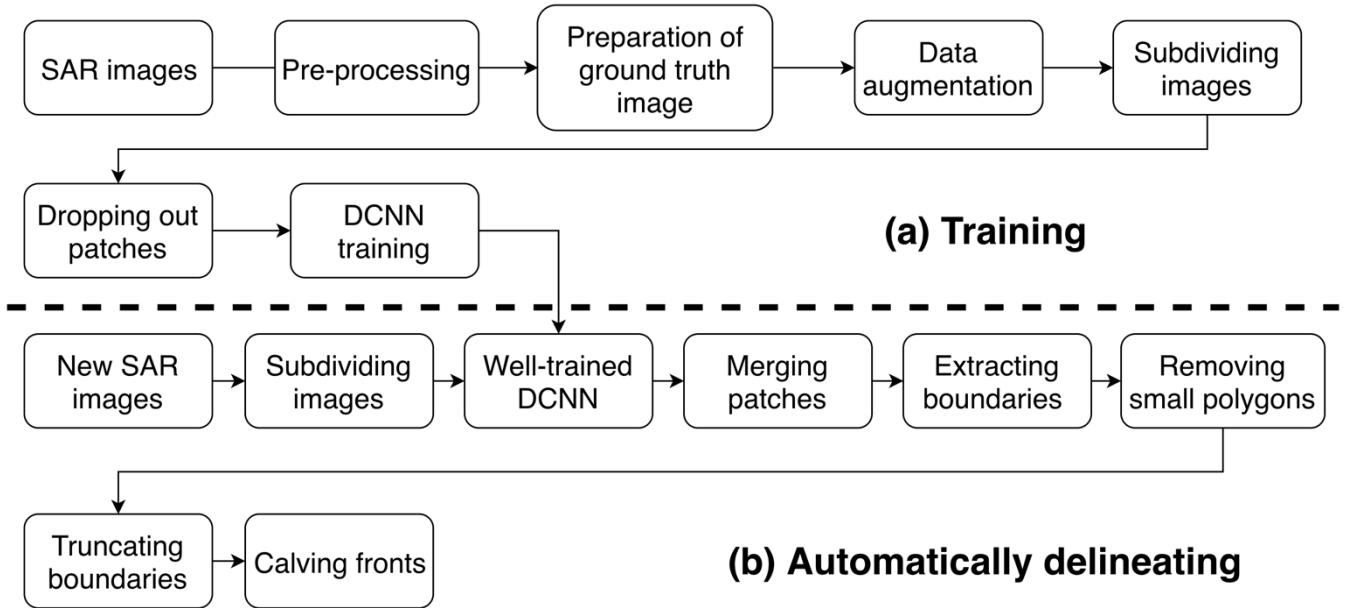 SAR images
Pre-processing
Preparation of
ground truth
image
Data
augmentation
Subdividing
images
Dropping out
patches
DCNN
training
(a) Training
New SAR
images
Subdividing
images
Well-trained
DCNN
Merging
patches
Extracting
boundaries
Removing
small polygons
Truncating
boundaries
Calving fronts
(b) Automatically delineating